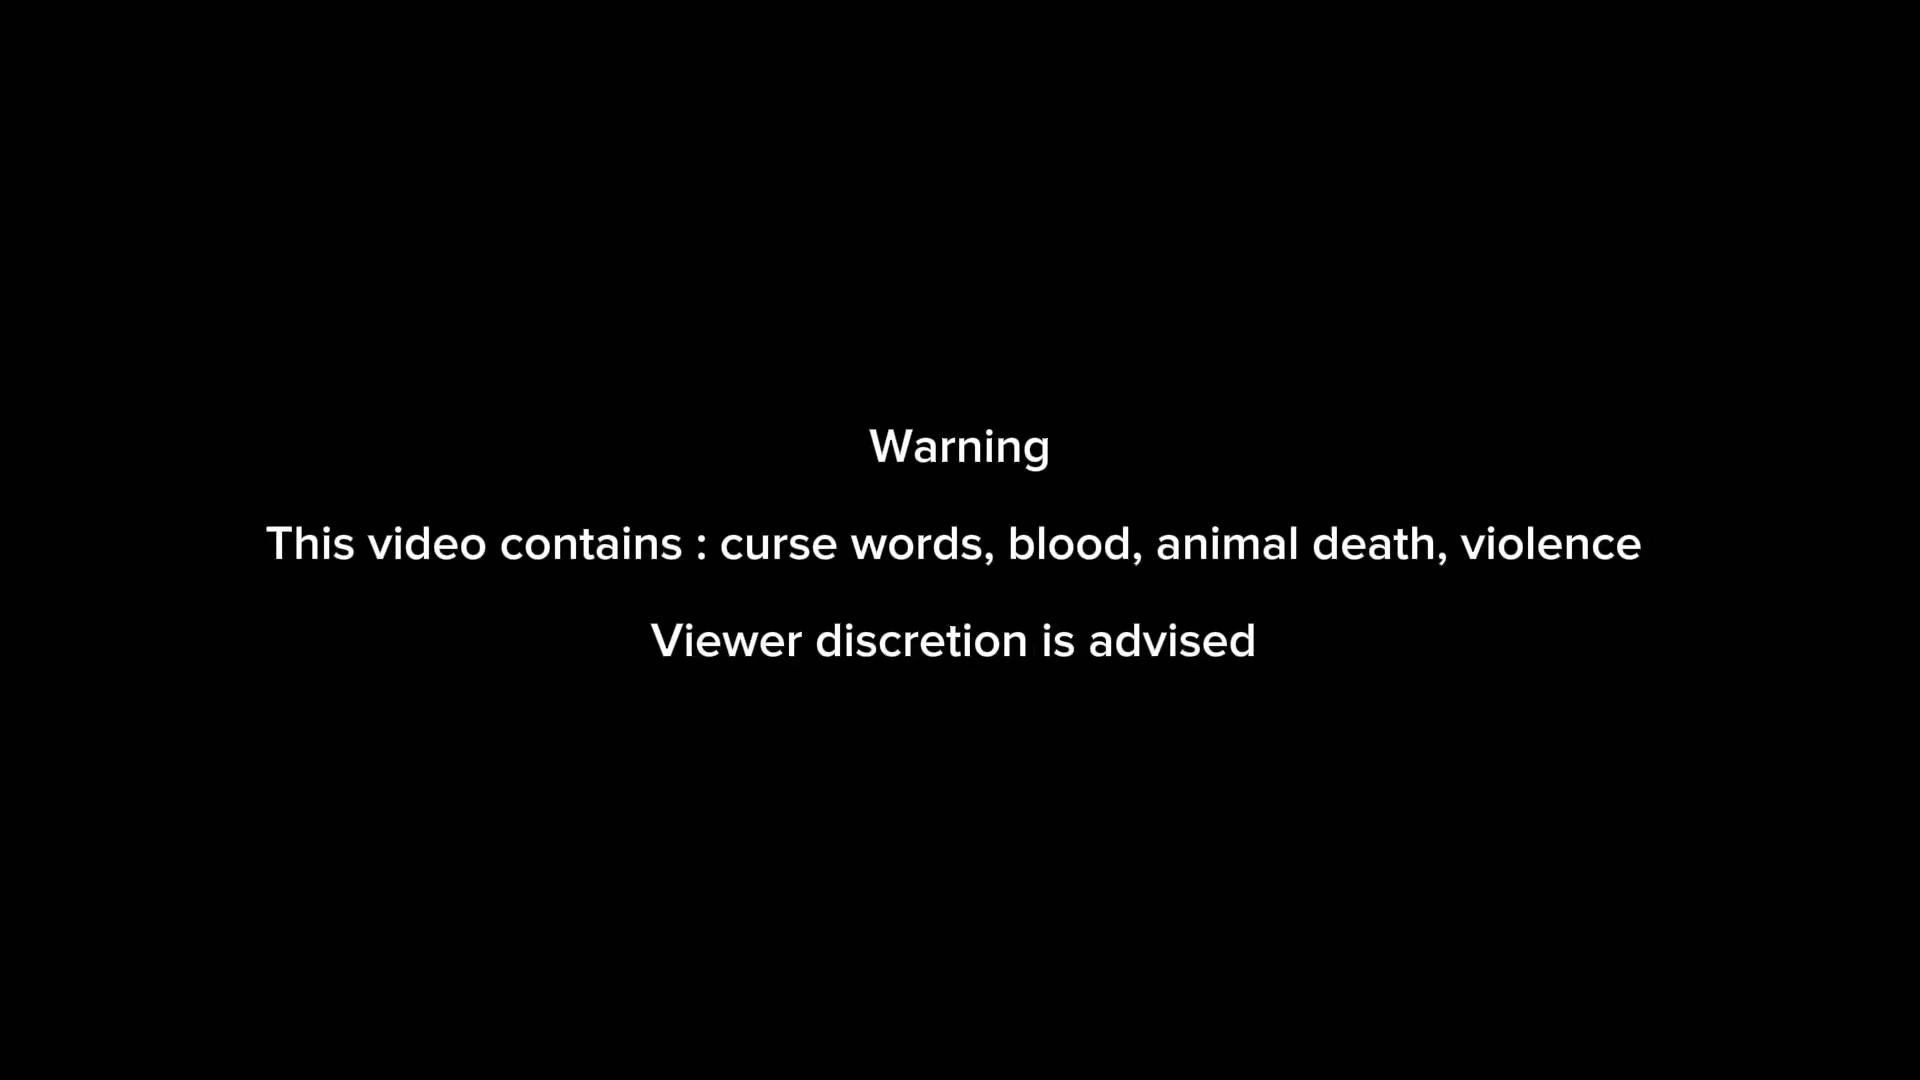 Warning
This video contains : curse words, blood, animal death, violence
Viewer discretion is advised